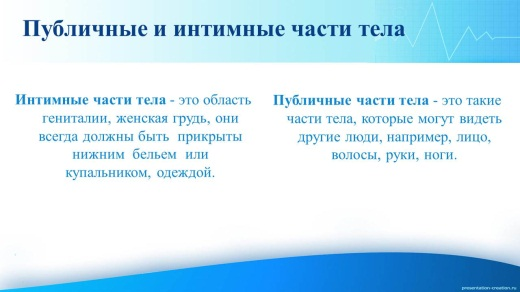 Публичные и интимные части тела
Интимные части тела - это область
гениталии, женская грудь, они
всегда должны быть прикрыты
нижним бельем или
купальником, одеждой.
Публичные части тела - это такие
части тела, которые могут видеть
другие люди, например, лицо,
волосы, руки, ноги.
presentation-creation.ru